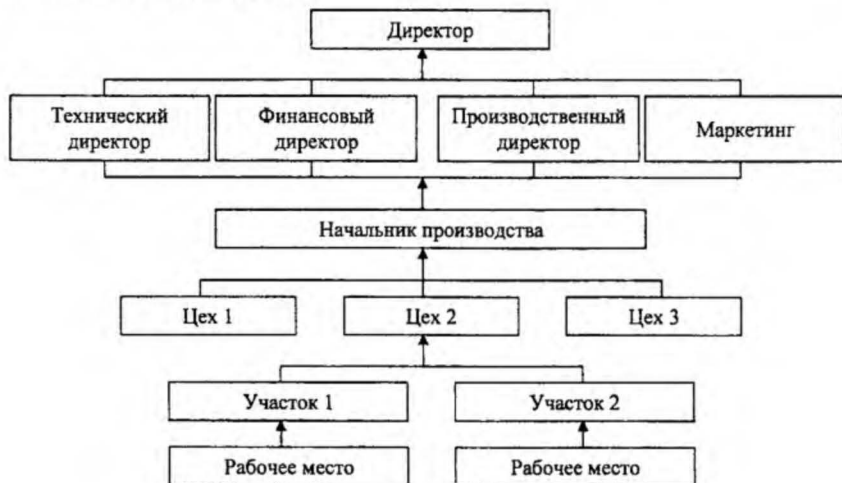 Директор
Технический
директор
Финансовый
директор
Производственный
директор
Маркетинг
Начальник производства
Цех 1
Цех 2
Цех 3
Участок 1
Участок 2
Рабочее место
Рабочее место